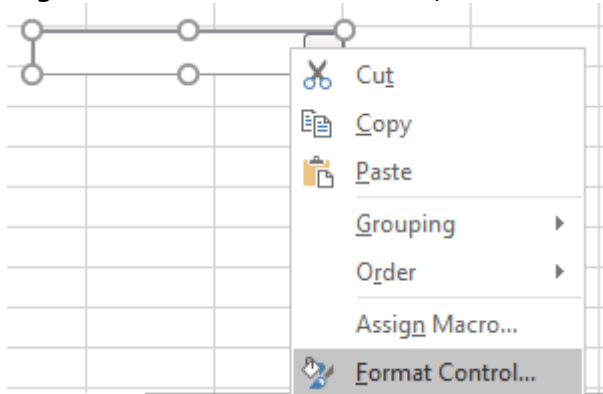 Cut
Copy
Paste
Grouping
Order
Assign Macro...
Format Control...